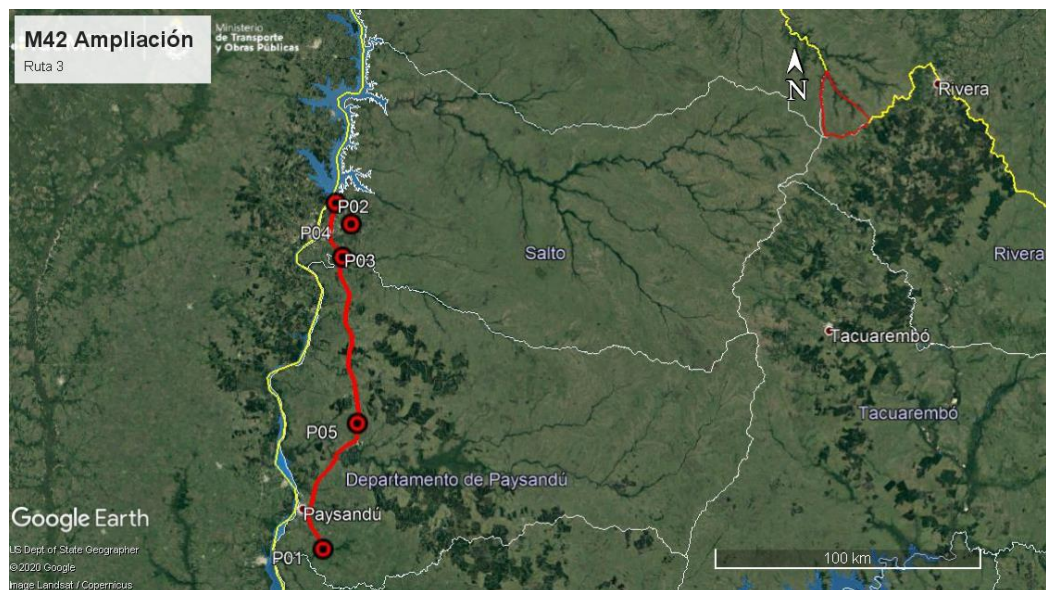 M42 Ampliación
Ruta 3
Ministerio
de Transporte
y Obras Públicas
N
Rivera
P02
P04
P03
Salto
Rivera
Tacuarembó
Tacuarembó
P05
Departamento de Paysandú
Paysandú
P01
Google Earth
US Dept of State Geographer
©2020 Google
Image Landsat / Copernicus
100 km